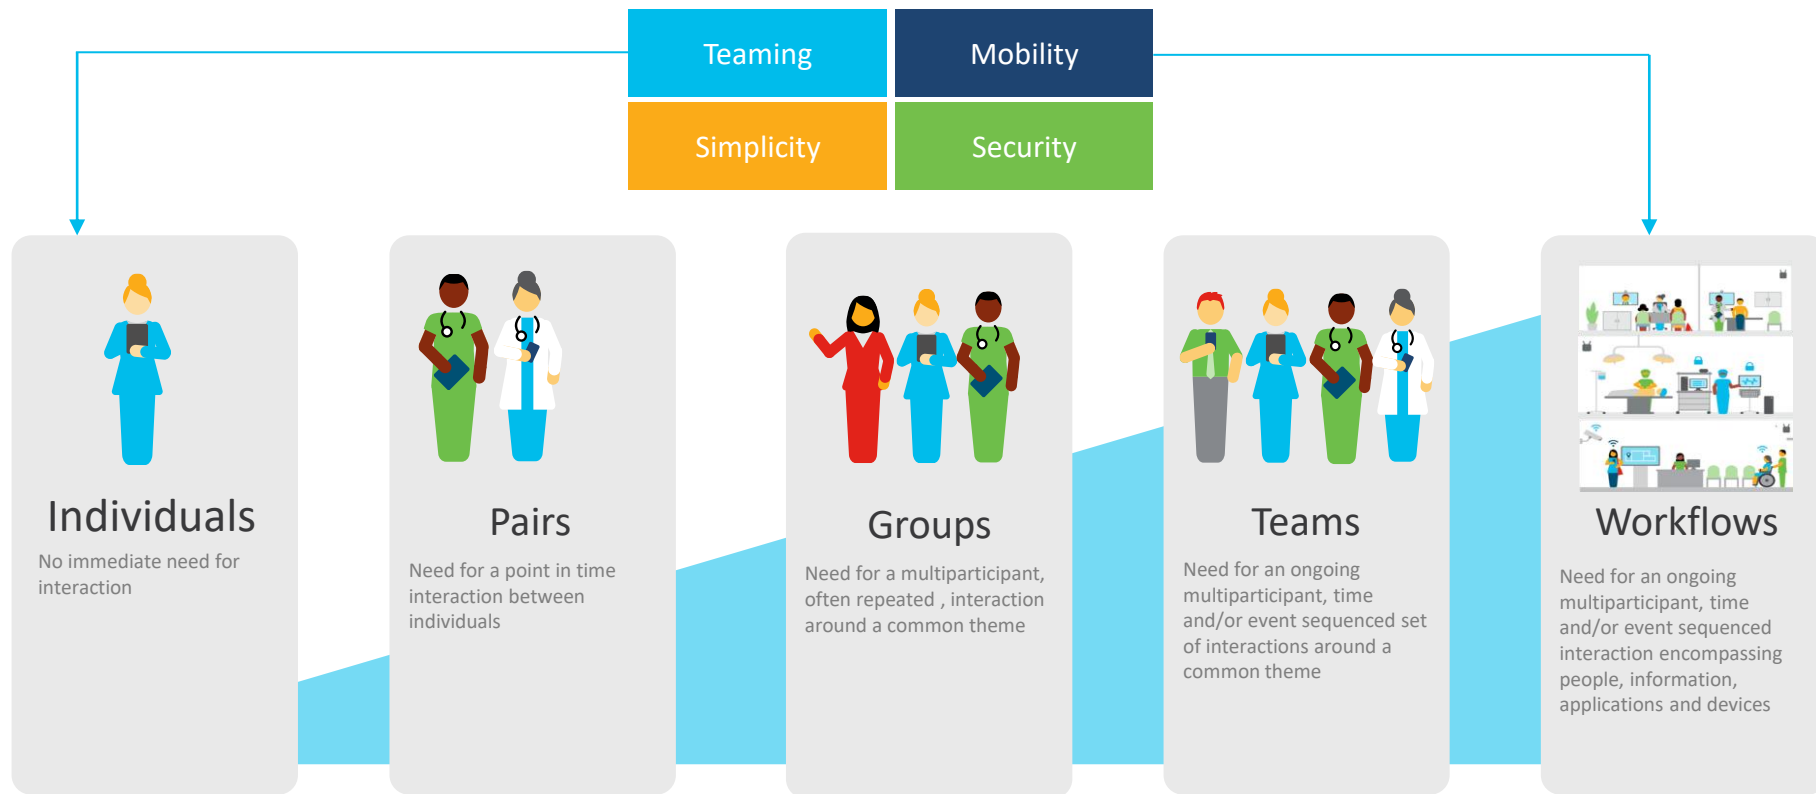 Teaming
Mobility
Simplicity
Security
Individuals
No immediate need for
interaction
Pairs
Need for a point in time
interaction between
individuals
Groups
Need for a multiparticipant,
often repeated , interaction
around a common theme
Teams
Need for an ongoing
multiparticipant, time
and/or event sequenced set
of interactions around a
common theme
Workflows
Need for an ongoing
multiparticipant, time
and/or event sequenced
interaction encompassing
people, information,
applications and devices